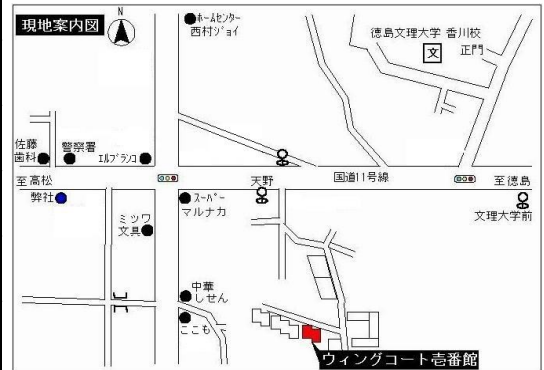 現地案内図
N
ホームセンター
西村ジョイ
徳島文理大学 香川校
文
正門
佐藤
歯科
警察署
エルブランコ
至高松
天野
国道11号線
至徳島
弊社
スーパー
マルナカ
文理大学前
ミツワ
文具
中華
しせん
ここも
ウィングコート壱番館